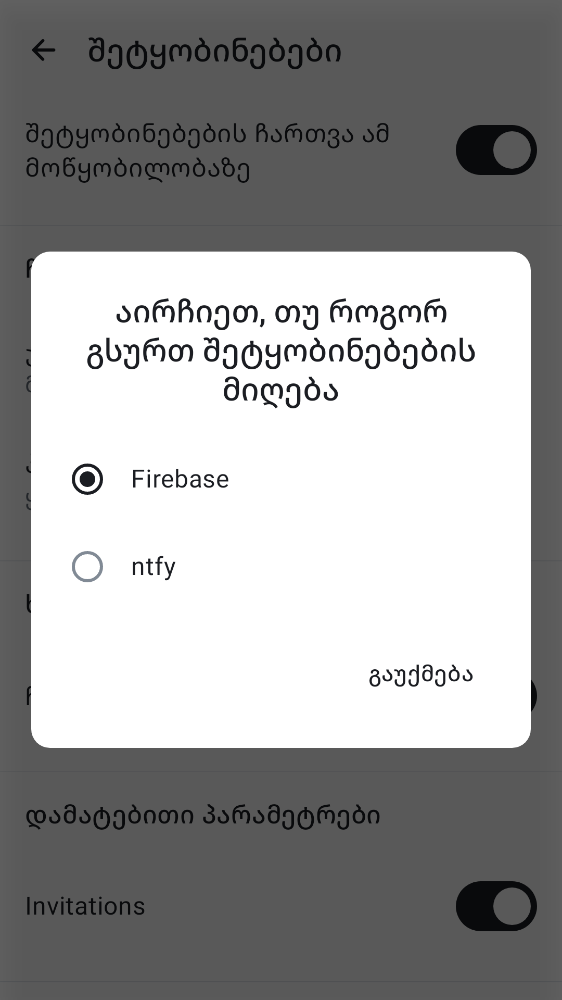 შეტყობინებები
შეტყობინებების ჩართვა ამ
მოწყობილობაზე
აირჩიეთ, თუ როგორ
გსურთ შეტყობინებების
მიღება
Firebase
ntfy
გაუქმება
დამატებითი პარამეტრები
Invitations